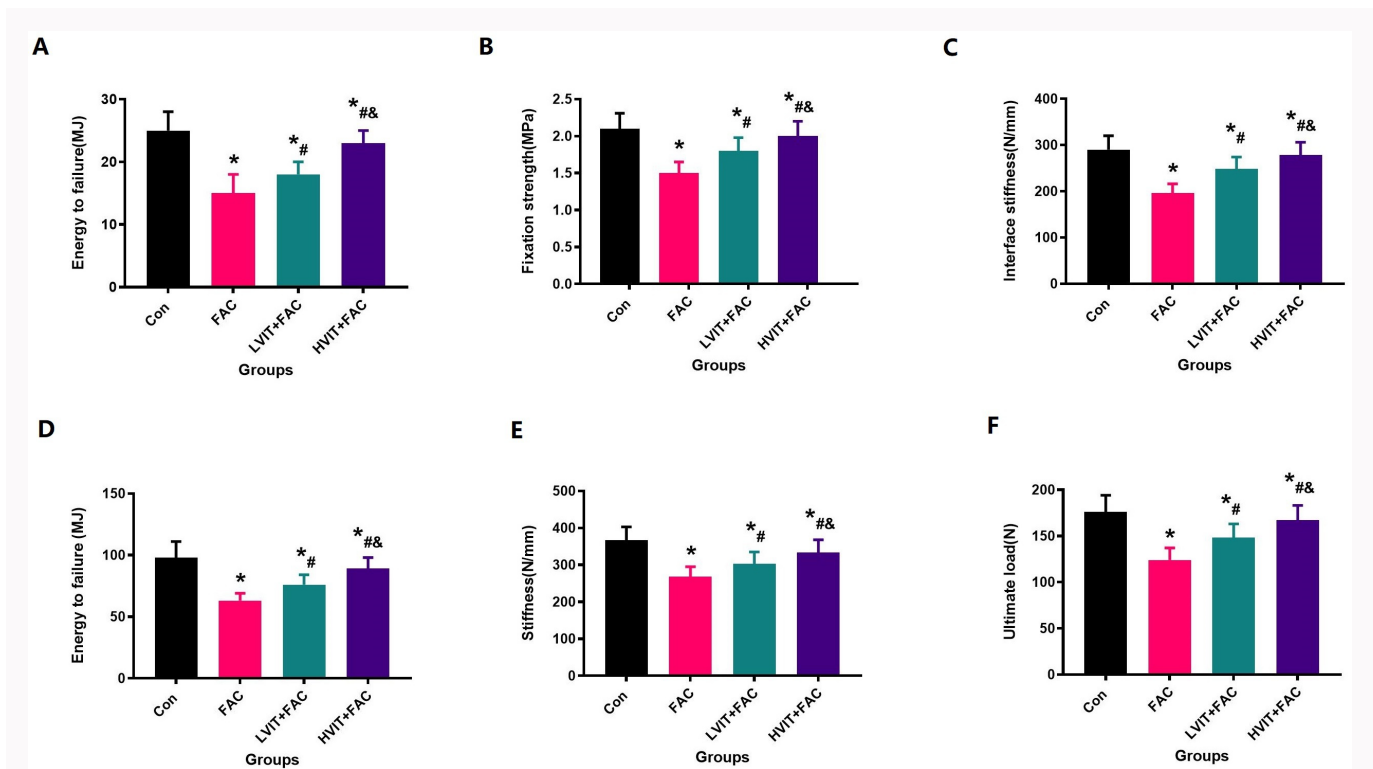 A
Energy to failure(MJ)
30
20
10
0
*
*
#
*
#&
Con
FAC
LVIT+FAC
HVIT+FAC
Groups
B
Fixation strength(MPa)
2.5
2.0
1.5
1.0
0.5
0.0
*
*
#
*
#&
Con
FAC
LVIT+FAC
HVIT+FAC
Groups
C
Interface stiffness(N/mm)
400
300
200
100
0
*
*
#
*
#&
Con
FAC
LVIT+FAC
HVIT+FAC
Groups
D
Energy to failure (MJ)
150
100
50
0
*
*
#
*
#&
Con
FAC
LVIT+FAC
HVIT+FAC
Groups
E
Stiffness(N/mm)
500
400
300
200
100
0
*
*
#
*
#&
Con
FAC
LVIT+FAC
HVIT+FAC
Groups
F
Ultimate load(N)
200
150
100
50
0
*
*
#
*
#&
Con
FAC
LVIT+FAC
HVIT+FAC
Groups